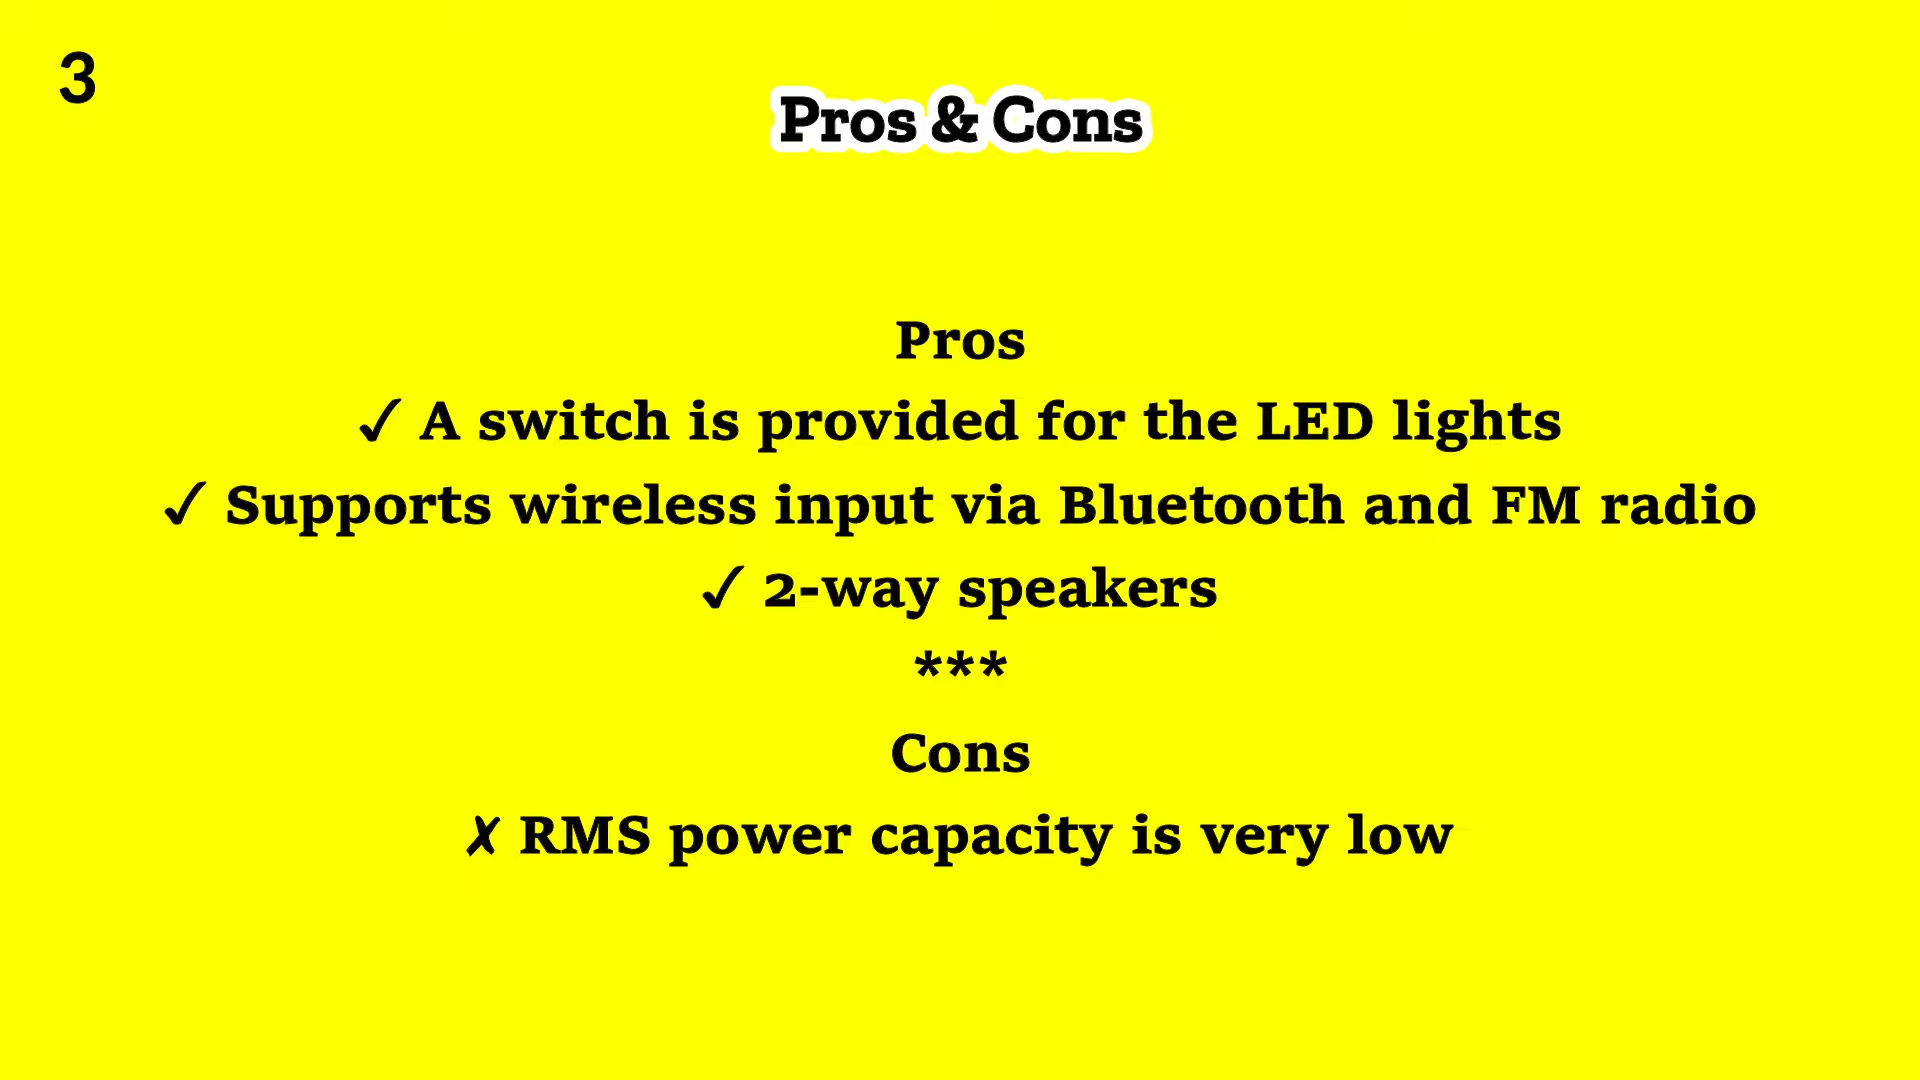 3
Pros & Cons
Pros
✓ A switch is provided for the LED lights
✓ Supports wireless input via Bluetooth and FM radio
✓ 2-way speakers
***
Cons
✗ RMS power capacity is very low